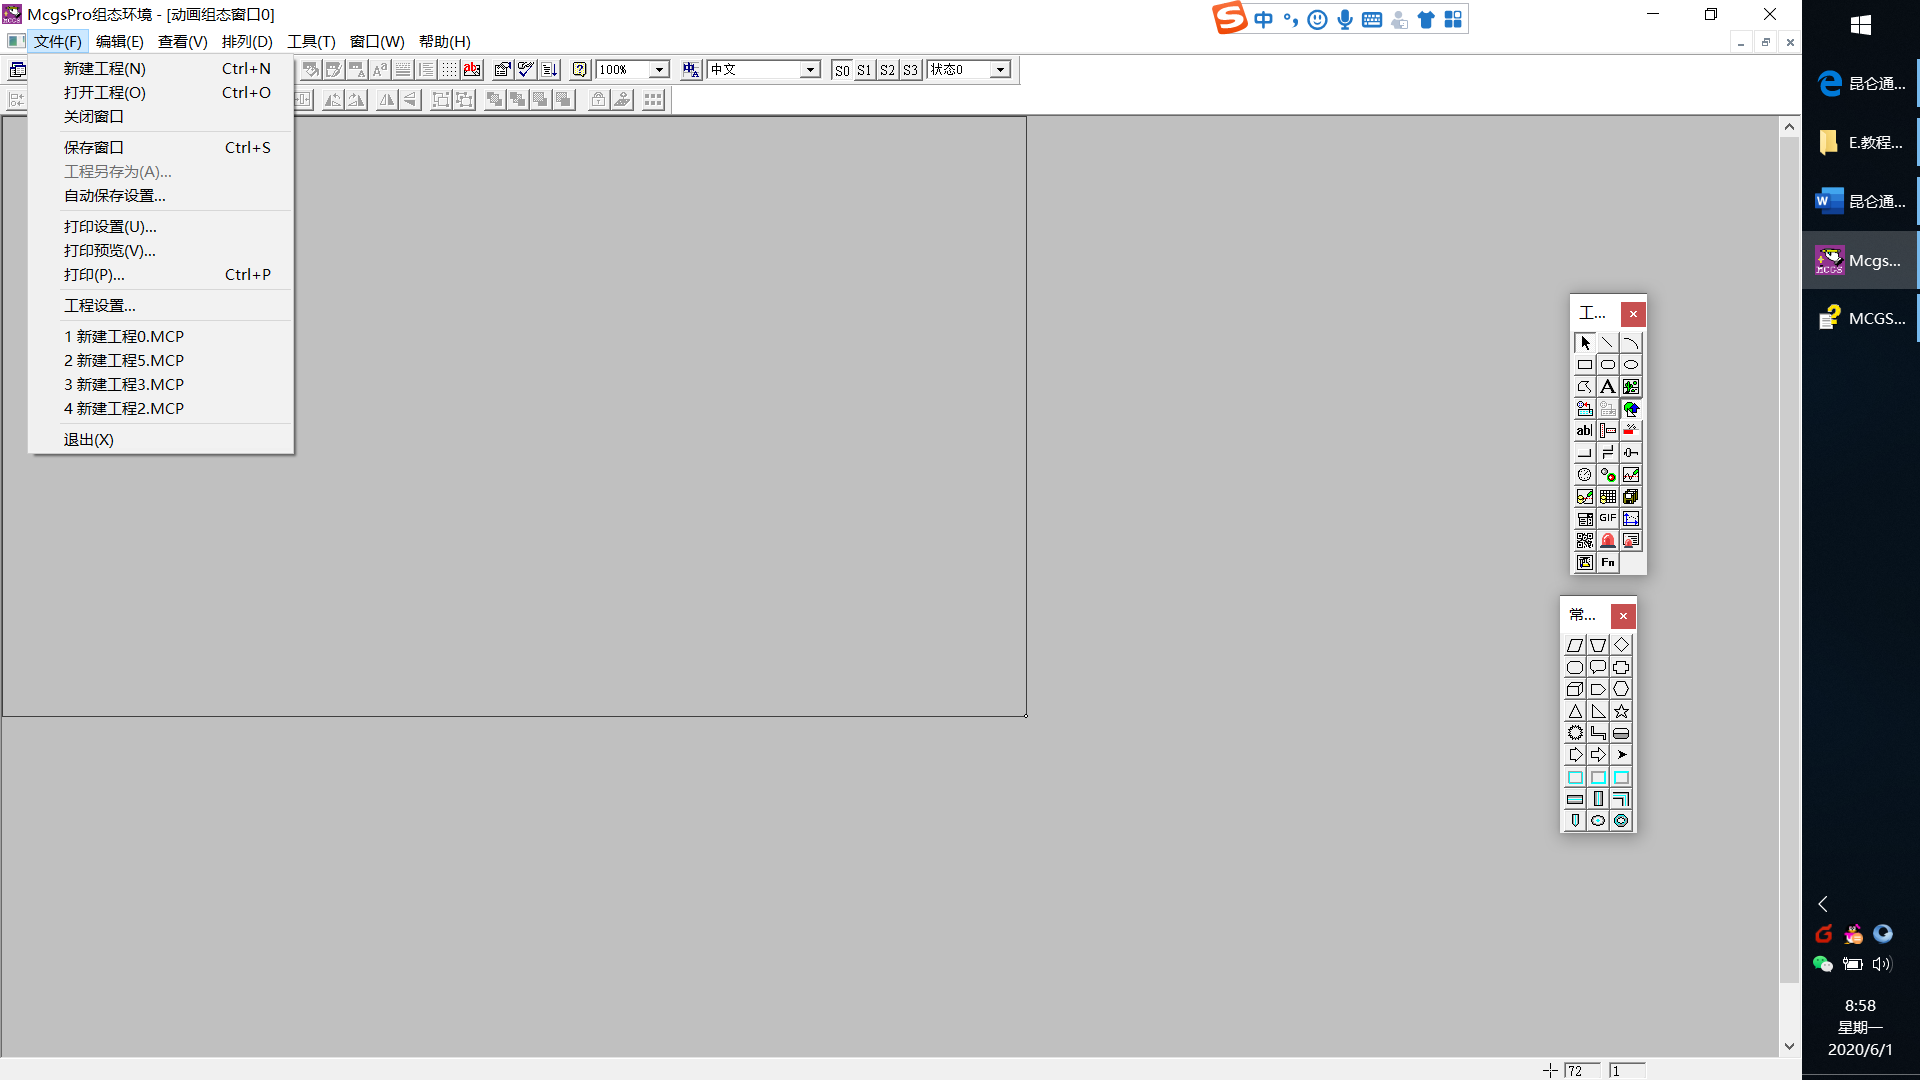 McgsPro组态环境 - [动画组态窗口0]
中
文件(F) 编辑(E) 查看(V) 排列(D) 工具(T) 窗口(W) 帮助(H)
100%
中文
S0 S1 S2 S3
状态0
新建工程(N) Ctrl+N
打开工程(O) Ctrl+O
关闭窗口
保存窗口 Ctrl+S
工程另存为(A)...
自动保存设置...
打印设置(U)...
打印预览(V)...
打印(P)... Ctrl+P
工程设置...
1 新建工程0.MCP
2 新建工程5.MCP
3 新建工程3.MCP
4 新建工程2.MCP
退出(X)
工...
A
ab|
GIF
Fn
常...
昆仑通...
E.教程...
昆仑通...
Mcgs...
MCGS...
8:58
星期一
2020/6/1
72 1